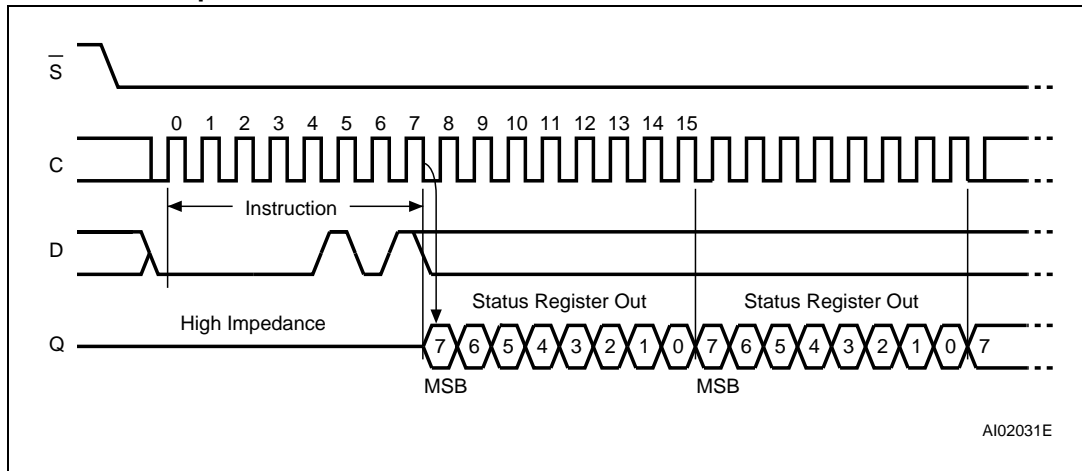 S
0 1 2 3 4 5 6 7 8 9 10 11 12 13 14 15
C
Instruction
D
Status Register Out Status Register Out
High Impedance
Q 7 6 5 4 3 2 1 0 7 6 5 4 3 2 1 0 7
MSB MSB
AI02031E